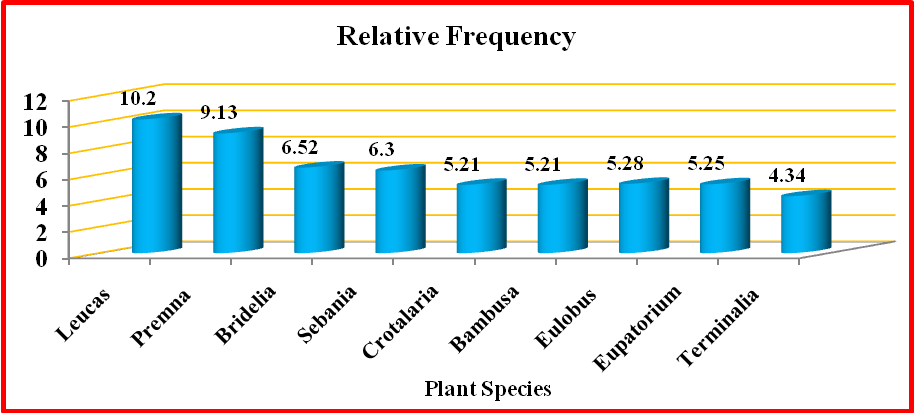 Relative Frequency
12
10
8
6
4
2
0
10.2
9.13
6.52
6.3
5.21
5.21
5.28
5.25
4.34
Leucas
Premna
Bridelia
Sebania
Crotalaria
Bambusa
Eulobus
Eupatorium
Terminalia
Plant Species